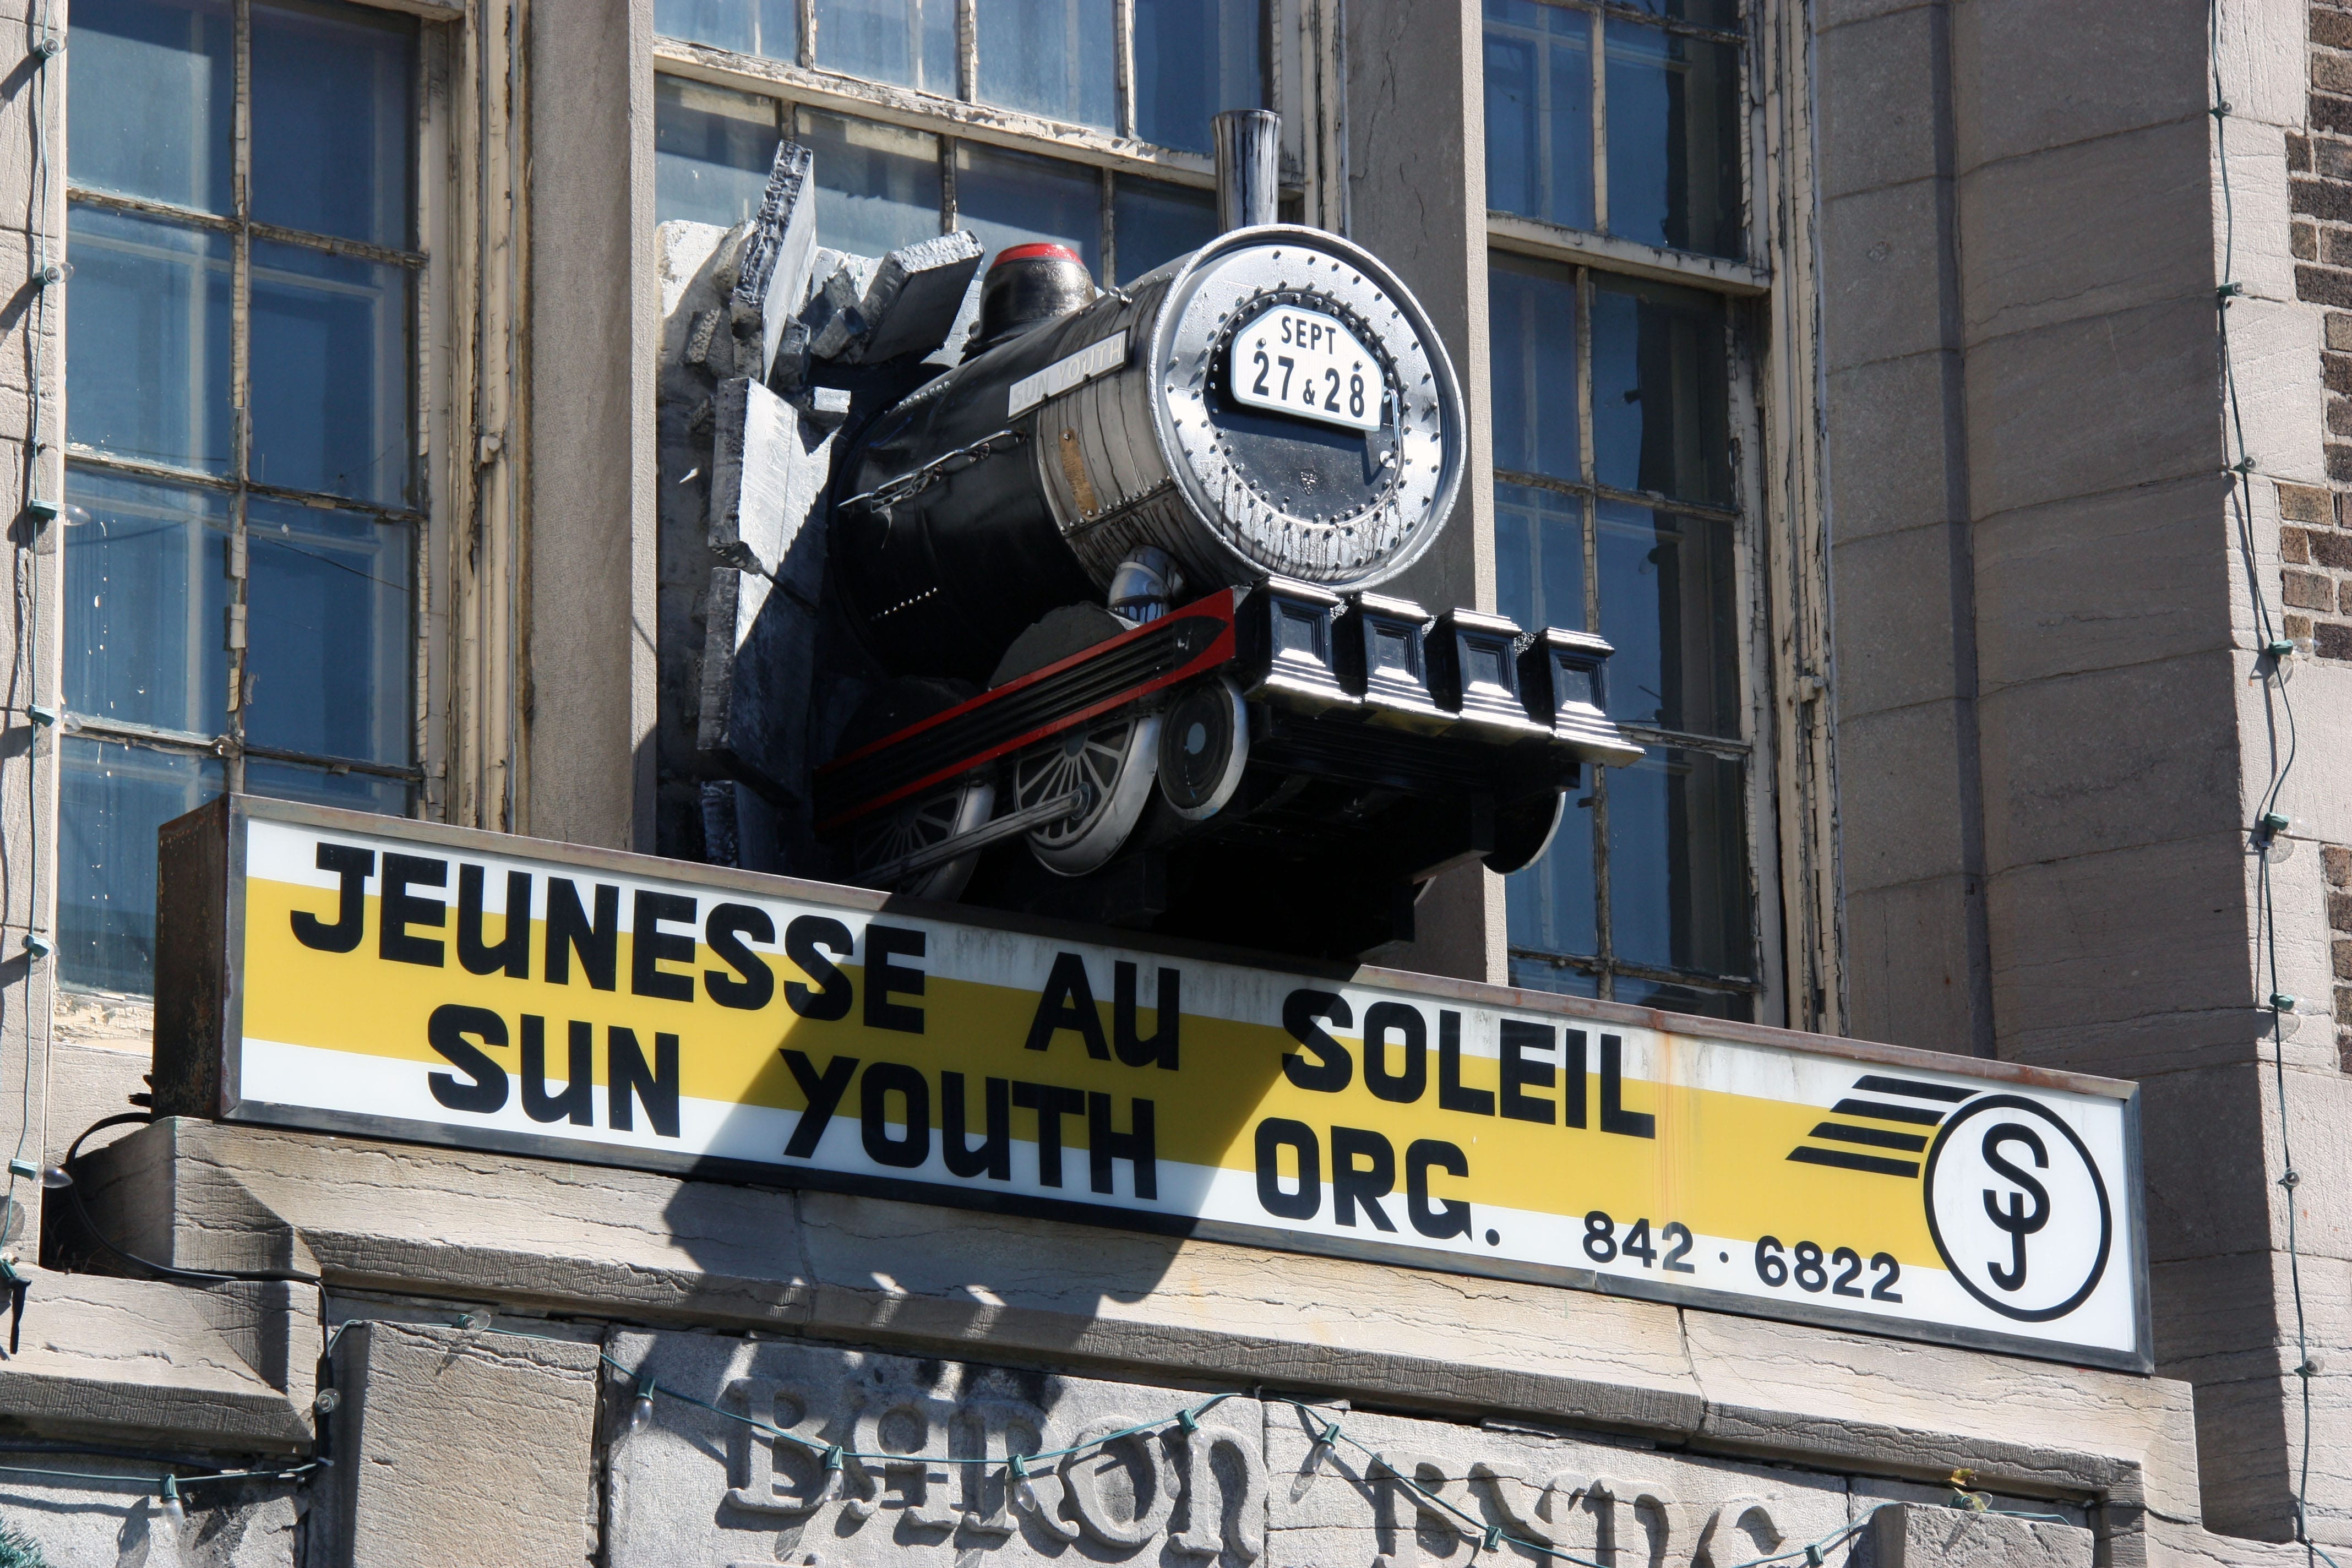 SEPT
27 & 28
SUN YOUTH
JEUNESSE AU SOLEIL
SUN YOUTH ORG.
842 · 6822
SJ
BARON BYNG